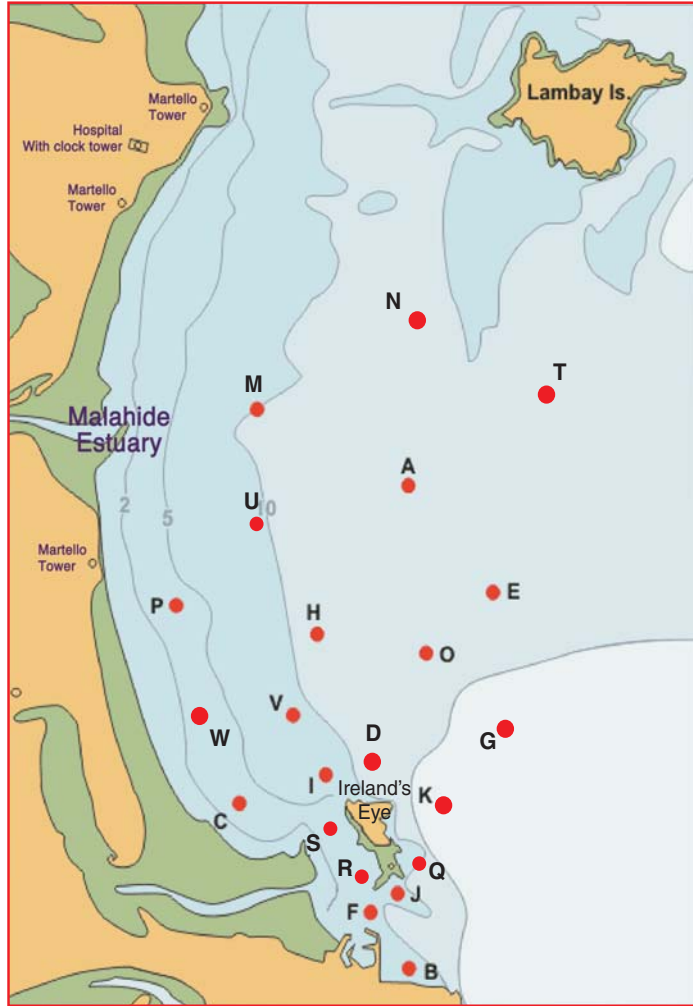 Lambay Is.
Martello
Tower
Hospital
With clock tower
Martello
Tower
N
T
M
Malahide
Estuary
A
U
10
2
5
Martello
Tower
E
P
H
O
V
W
D
G
I
Ireland's
Eye
K
C
S
R
Q
J
F
B